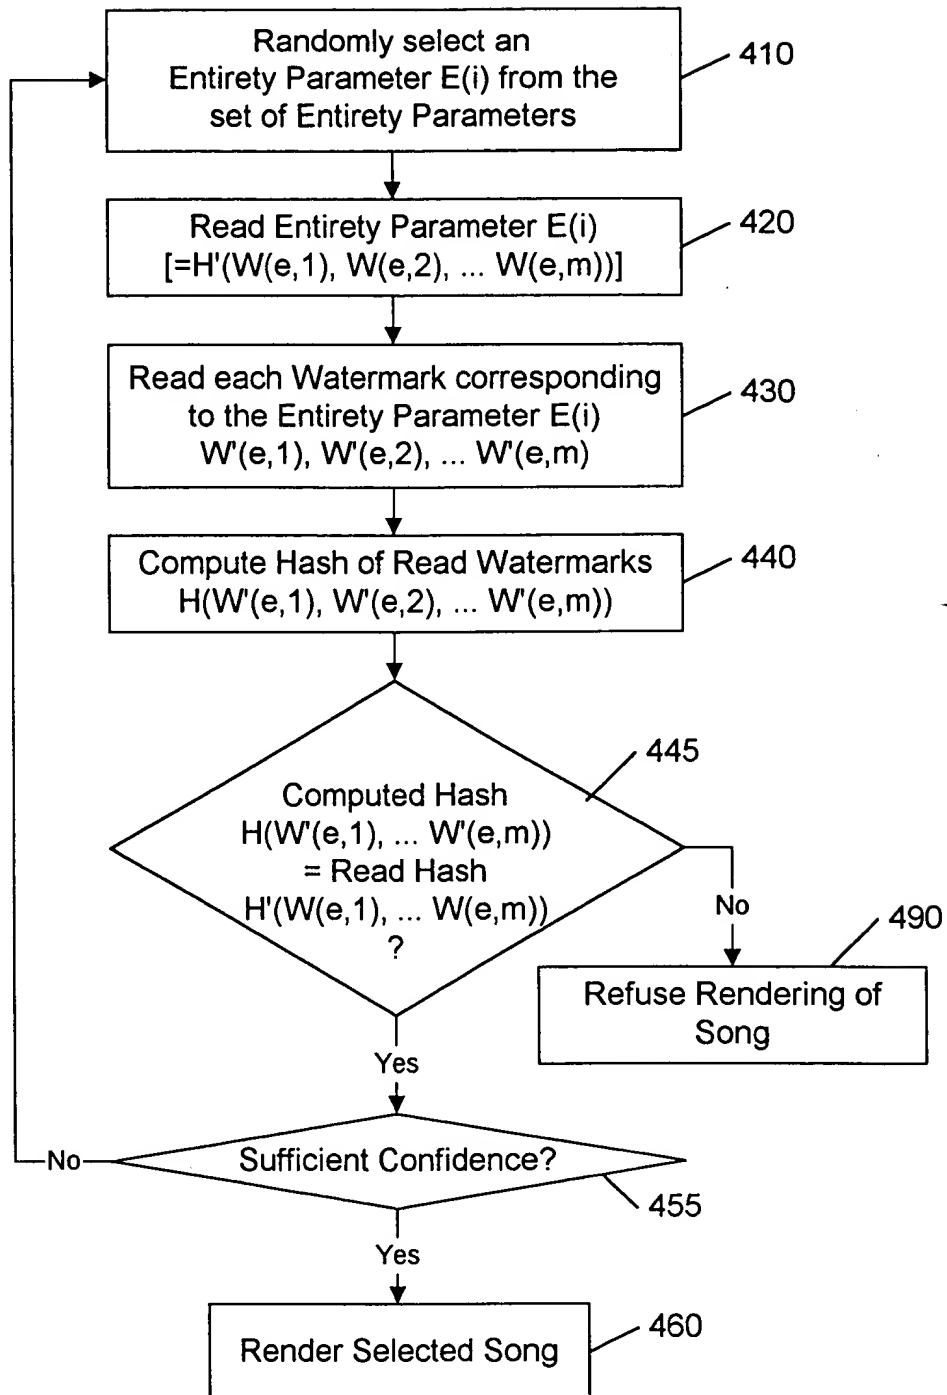 Randomly select an
Entirety Parameter E(i) from the
set of Entirety Parameters
410
Read Entirety Parameter E(i)
[=H'(W(e,1), W(e,2), ... W(e,m))]
420
Read each Watermark corresponding
to the Entirety Parameter E(i)
W'(e,1), W'(e,2), ... W'(e,m)
430
Compute Hash of Read Watermarks
H(W'(e,1), W'(e,2), ... W'(e,m))
440
Computed Hash
H(W'(e,1), ... W'(e,m))
= Read Hash
H'(W(e,1), ... W(e,m))
?
445
No
490
Refuse Rendering of
Song
Yes
Sufficient Confidence?
No
455
Yes
Render Selected Song
460